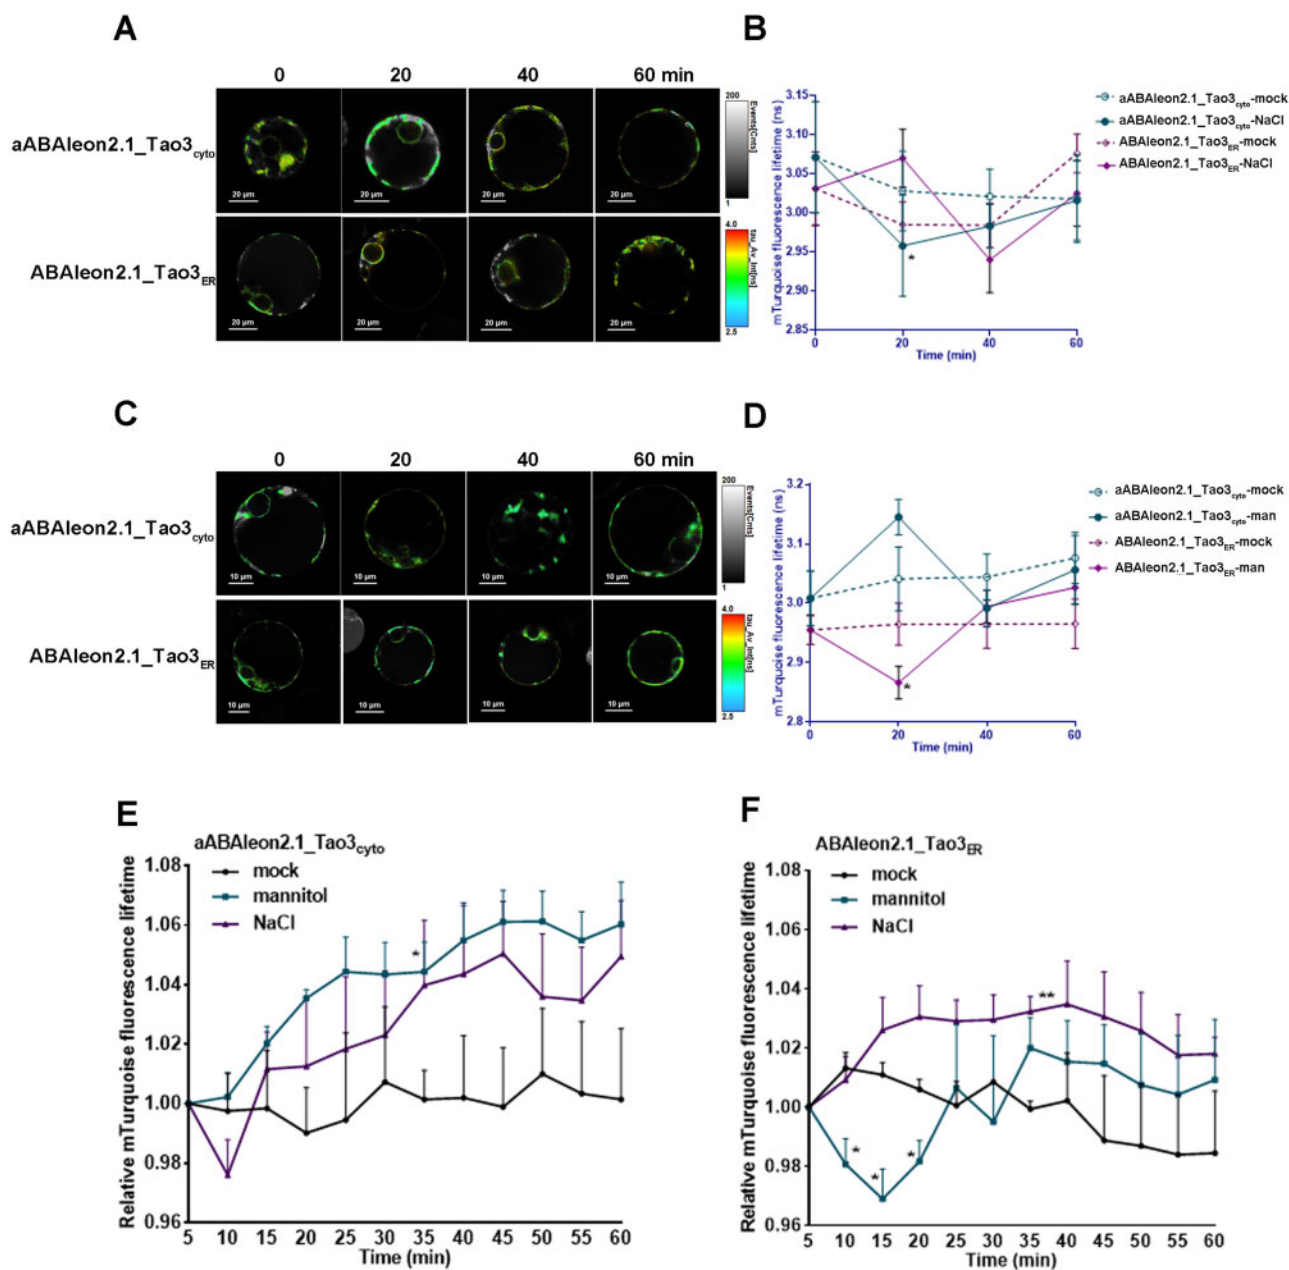 A
0 20 40 60 min
aABAleon2.1_Tao3cyto
20 µm 20 µm 20 µm 20 µm
200
Events[Cnts]
1
ABAleon2.1_Tao3ER
20 µm 20 µm 20 µm 20 µm
4.0
tau_Av_Int[ns]
2.5
B
mTurquoise fluorescence lifetime (ns)
3.15
3.10
3.05
3.00
2.95
2.90
2.85
*
0 20 40 60
Time (min)
aABAleon2.1_Tao3cyto-mock
aABAleon2.1_Tao3cyto-NaCl
ABAleon2.1_Tao3ER-mock
ABAleon2.1_Tao3ER-NaCl
C
0 20 40 60 min
aABAleon2.1_Tao3cyto
10 µm 10 µm 10 µm 10 µm
200
Events[Cnts]
1
ABAleon2.1_Tao3ER
10 µm 10 µm 10 µm 10 µm
4.0
tau_Av_Int[ns]
2.5
D
mTurquoise fluorescence lifetime (ns)
3.2
3.1
3.0
2.9
2.8
*
0 20 40 60
Time (min)
aABAleon2.1_Tao3cyto-mock
aABAleon2.1_Tao3cyto-man
ABAleon2.1_Tao3ER-mock
ABAleon2.1_Tao3ER-man
E
aABAleon2.1_Tao3cyto
mock
mannitol
NaCl
Relative mTurquoise fluorescence lifetime
1.08
1.06
1.04
1.02
1.00
0.98
0.96
*
5 10 15 20 25 30 35 40 45 50 55 60
Time (min)
F
ABAleon2.1_Tao3ER
mock
mannitol
NaCl
Relative mTurquoise fluorescence lifetime
1.08
1.06
1.04
1.02
1.00
0.98
0.96
**
* * *
5 10 15 20 25 30 35 40 45 50 55 60
Time (min)